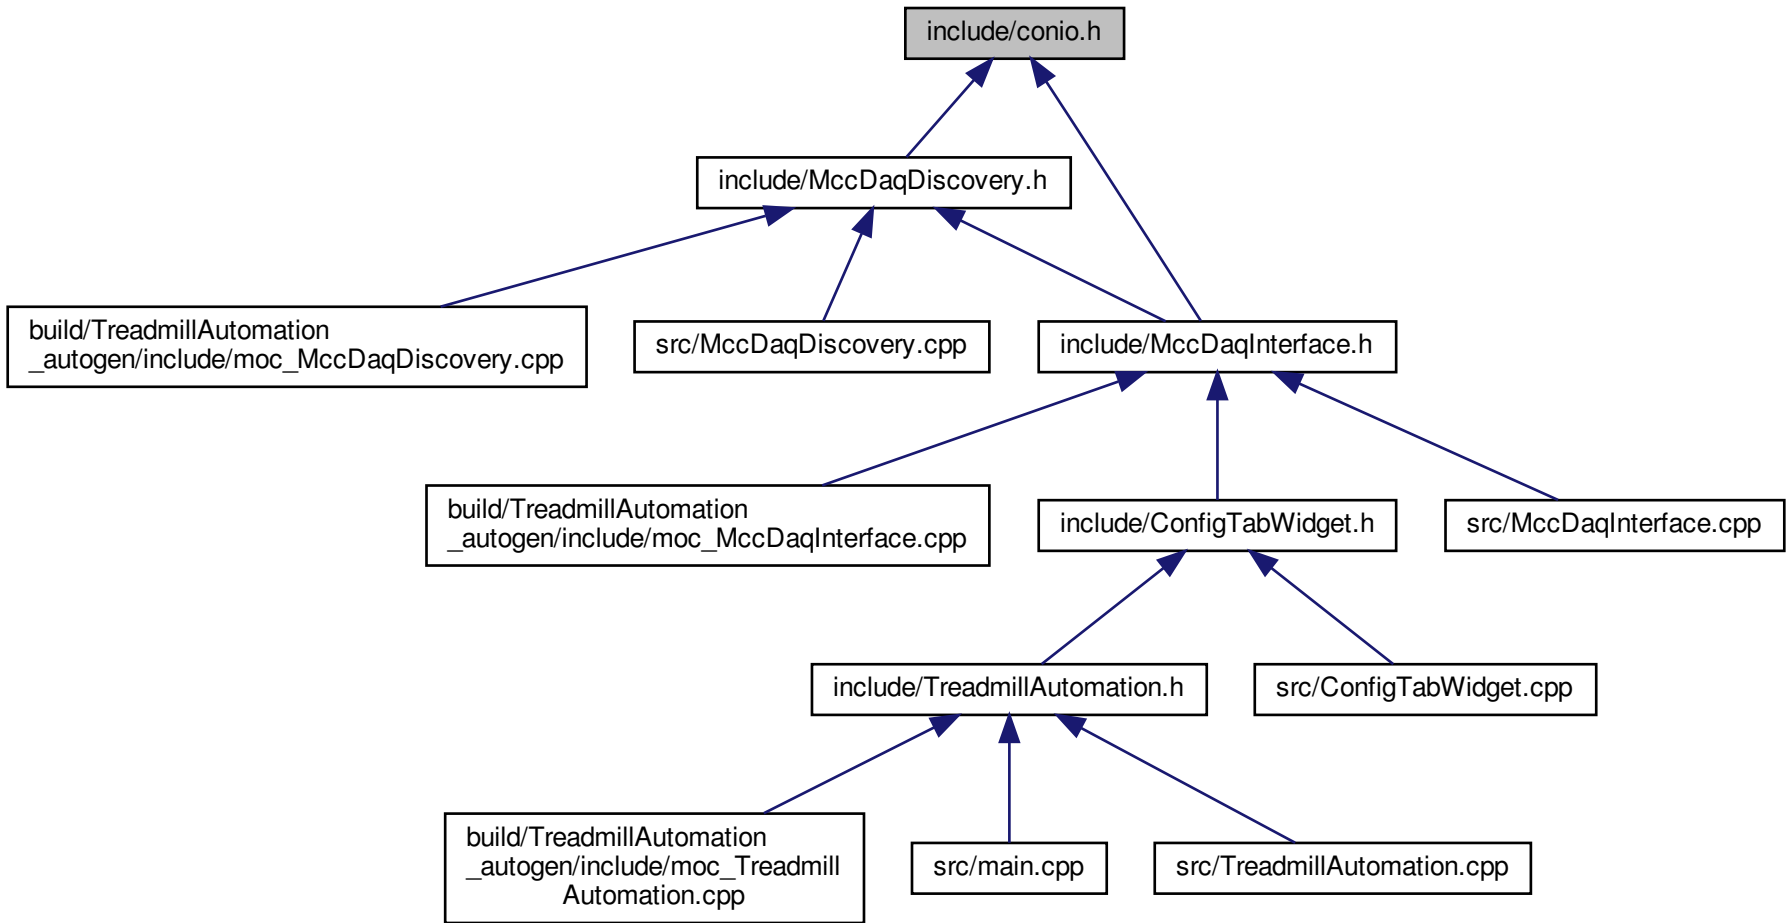 include/conio.h
include/MccDaqDiscovery.h
build/TreadmillAutomation
_autogen/include/moc_MccDaqDiscovery.cpp
src/MccDaqDiscovery.cpp
include/MccDaqInterface.h
build/TreadmillAutomation
_autogen/include/moc_MccDaqInterface.cpp
include/ConfigTabWidget.h
src/MccDaqInterface.cpp
include/TreadmillAutomation.h
src/ConfigTabWidget.cpp
build/TreadmillAutomation
_autogen/include/moc_Treadmill
Automation.cpp
src/main.cpp
src/TreadmillAutomation.cpp